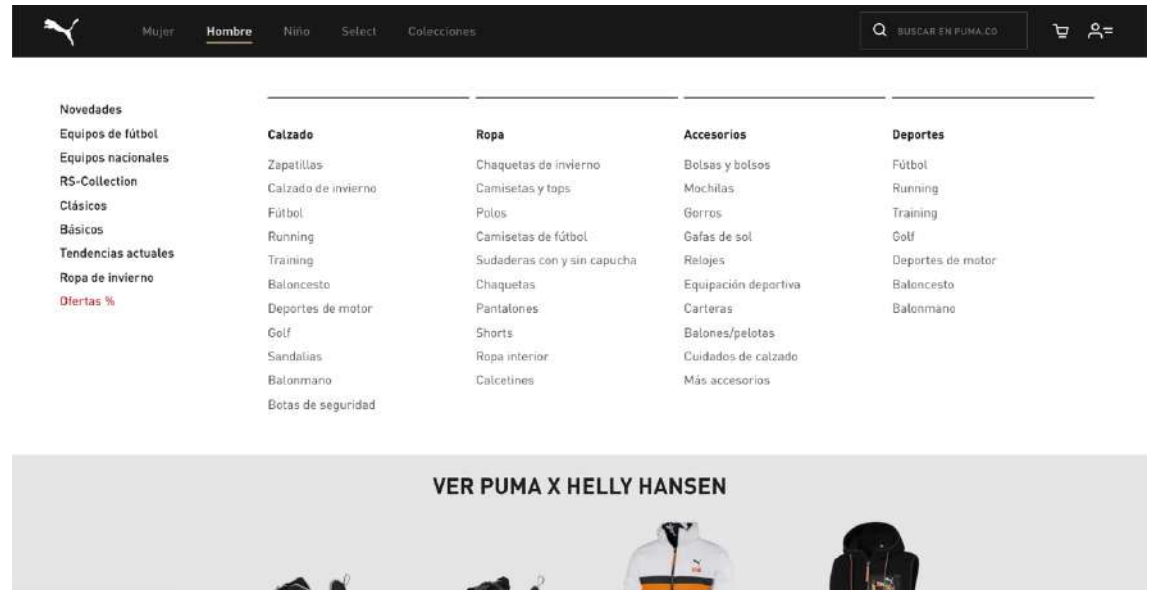 Mujer Hombre Niño Select Colecciones BUSCAR EN PUMA.CO
Novedades
Equipos de fútbol
Equipos nacionales
RS-Collection
Clásicos
Básicos
Tendencias actuales
Ropa de invierno
Ofertas %
Calzado
Zapatillas
Calzado de invierno
Fútbol
Running
Training
Baloncesto
Deportes de motor
Golf
Sandalias
Balonmano
Botas de seguridad
Ropa
Chaquetas de invierno
Camisetas y tops
Polos
Camisetas de fútbol
Sudaderas con y sin capucha
Chaquetas
Pantalones
Shorts
Ropa interior
Calcetines
Accesorios
Bolsas y bolsos
Mochilas
Gorros
Gafas de sol
Relojes
Equipación deportiva
Carteras
Balones/pelotas
Cuidados de calzado
Más accesorios
Deportes
Fútbol
Running
Training
Golf
Deportes de motor
Baloncesto
Balonmano
VER PUMA X HELLY HANSEN